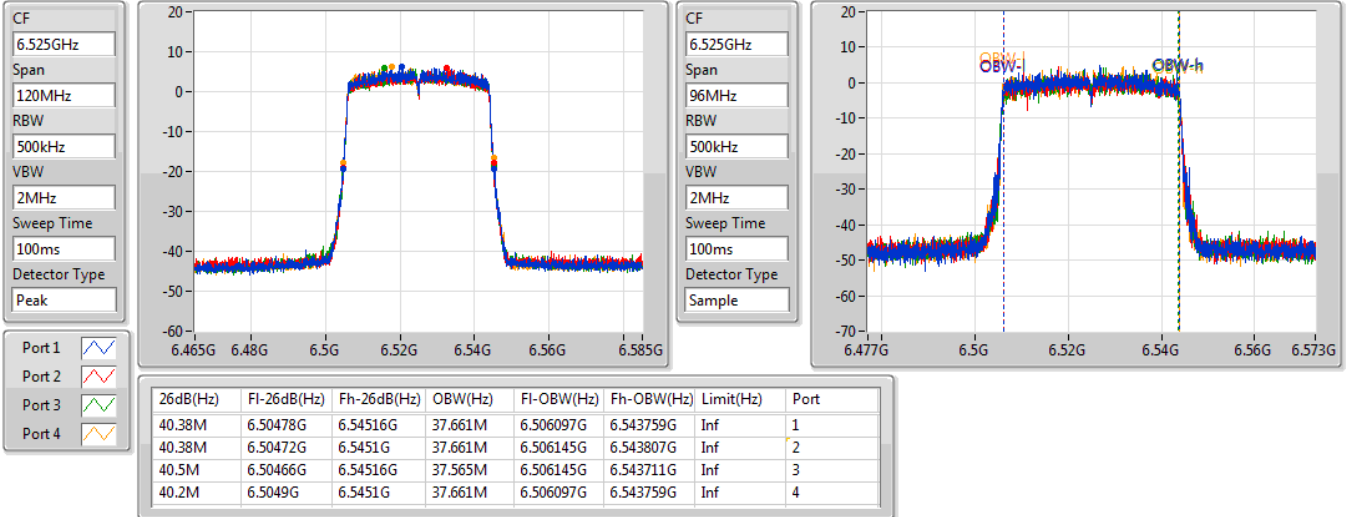 CF
6.525GHz
Span
120MHz
RBW
500kHz
VBW
2MHz
Sweep Time
100ms
Detector Type
Peak
20
10
0
-10
-20
-30
-40
-50
-60
6.465G 6.48G 6.5G 6.52G 6.54G 6.56G 6.585G
CF
6.525GHz
Span
96MHz
RBW
500kHz
VBW
2MHz
Sweep Time
100ms
Detector Type
Sample
20
10
0
-10
-20
-30
-40
-50
-60
-70
OBW-l OBW-h
6.477G 6.5G 6.52G 6.54G 6.56G 6.573G
Port 1
Port 2
Port 3
Port 4
26dB(Hz) Fl-26dB(Hz) Fh-26dB(Hz) OBW(Hz) Fl-OBW(Hz) Fh-OBW(Hz) Limit(Hz) Port
40.38M 6.50478G 6.54516G 37.661M 6.506097G 6.543759G Inf 1
40.38M 6.50472G 6.5451G 37.661M 6.506145G 6.543807G Inf 2
40.5M 6.50466G 6.54516G 37.565M 6.506145G 6.543711G Inf 3
40.2M 6.5049G 6.5451G 37.661M 6.506097G 6.543759G Inf 4